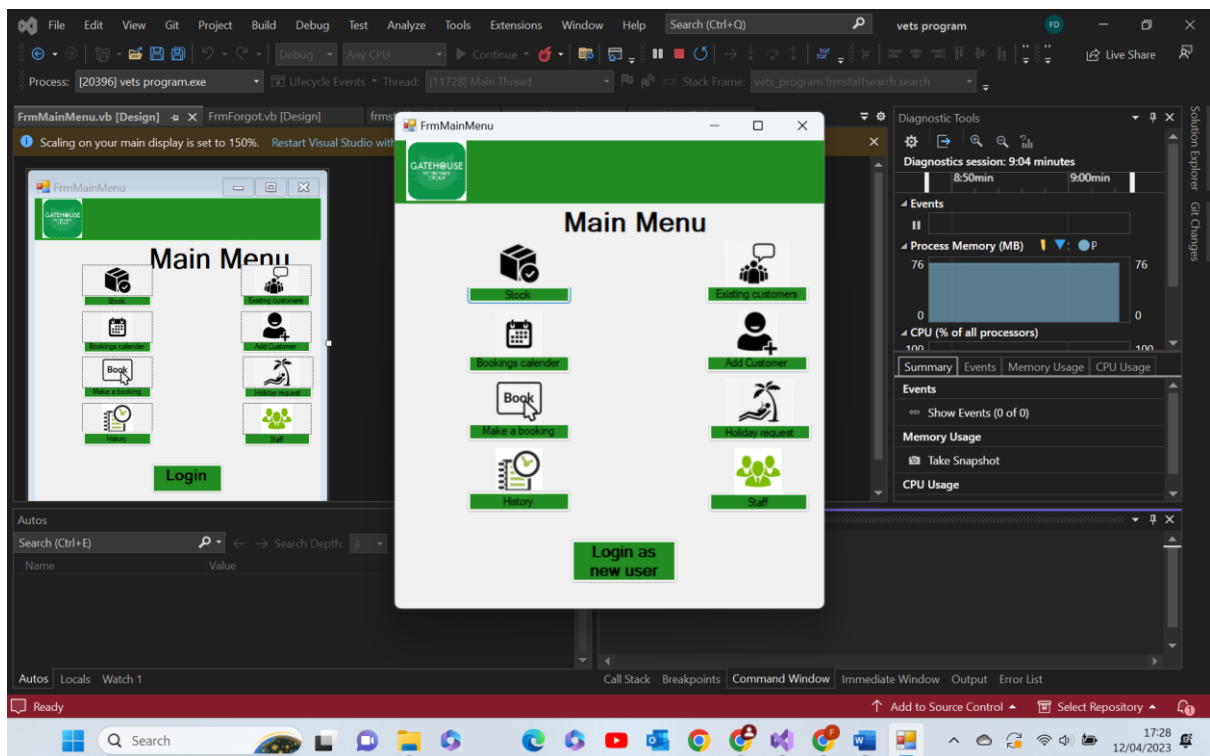 File Edit View Git Project Build Debug Test Analyze Tools Extensions Window Help Search (Ctrl+Q) vets program FD
Debug Any CPU Continue Live Share
Process: [20396] vets program.exe Lifecycle Events Thread: [11728] Main Thread Stack Frame: vets_program.frmstaffsearch.search
FrmMainMenu.vb [Design] FrmForgot.vb [Design]
Scaling on your main display is set to 150%. Restart Visual Studio with
FrmMainMenu
GATEHOUSE
Main Menu
Stock
Existing customers
Bookings calender
Add Customer
Book
Make a booking
Holiday request
History
Staff
Login
FrmMainMenu
GATEHOUSE
VETERINARY
GROUP
Main Menu
Stock
Existing customers
Bookings calender
Add Customer
Book
Make a booking
Holiday request
History
Staff
Login as
new user
Diagnostic Tools
Diagnostics session: 9:04 minutes
8:50min 9:00min
Events
Process Memory (MB) P
76 76
0 0
CPU (% of all processors)
100 100
Summary Events Memory Usage CPU Usage
Events
Show Events (0 of 0)
Memory Usage
Take Snapshot
CPU Usage
Solution Explorer
Git Changes
Autos
Search (Ctrl+E) Search Depth: 3
Name Value
Autos Locals Watch 1
Call Stack Breakpoints Command Window Immediate Window Output Error List
Ready Add to Source Control Select Repository
Search 17:28
12/04/2023